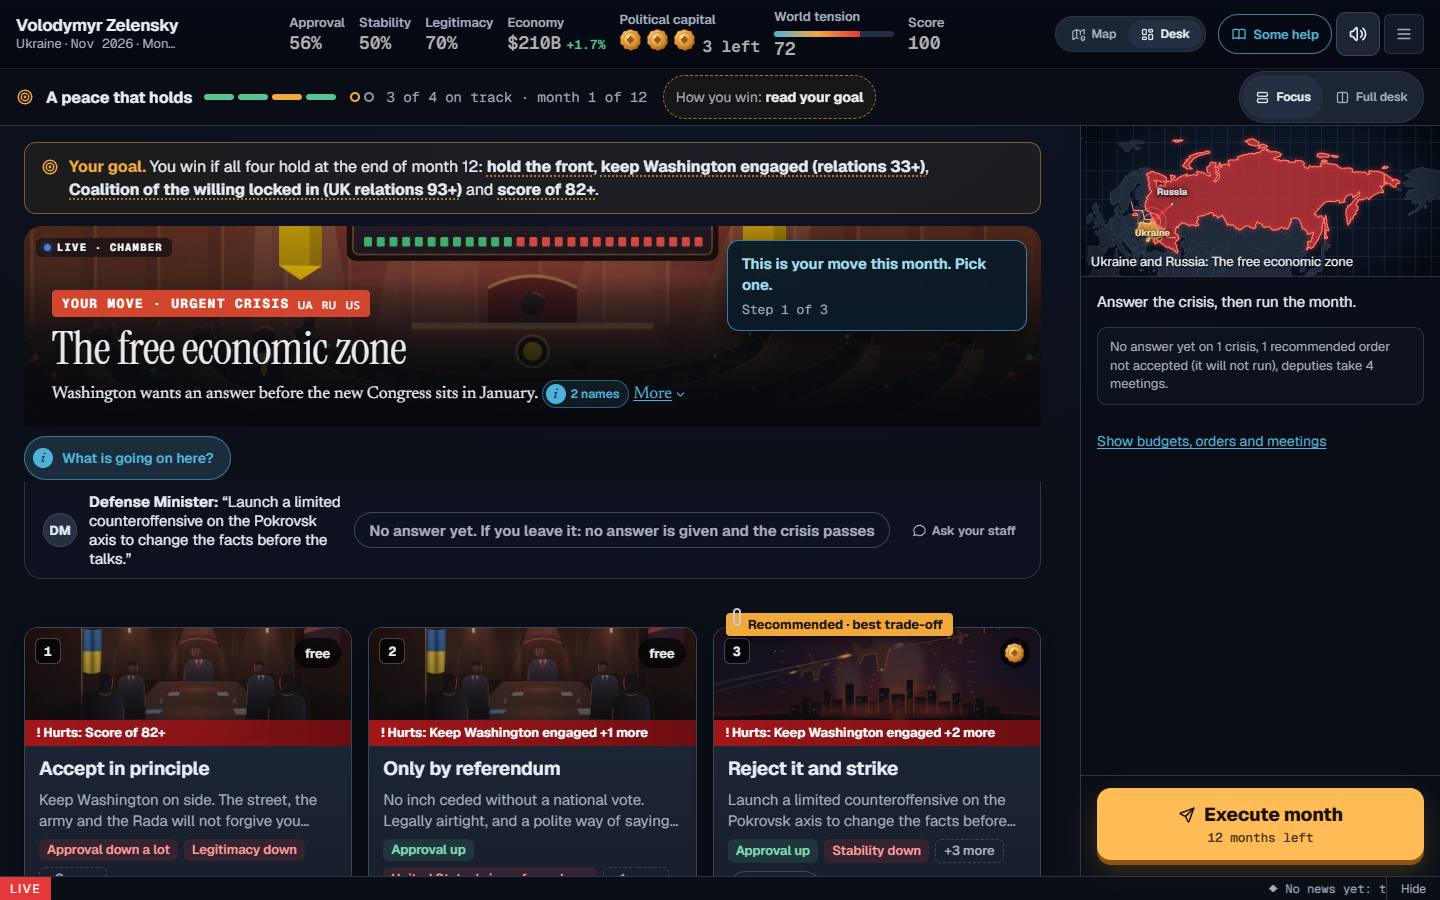 Volodymyr Zelensky
Ukraine · Nov 2026 · Mon…
Approval
56%
Stability
50%
Legitimacy
70%
Economy
$210B +1.7%
Political capital
3 left
World tension
72
Score
100
Map
Desk
Some help
A peace that holds
3 of 4 on track · month 1 of 12
How you win: read your goal
Focus
Full desk
Your goal. You win if all four hold at the end of month 12: hold the front, keep Washington engaged (relations 33+),
Coalition of the willing locked in (UK relations 93+) and score of 82+.
LIVE · CHAMBER
YOUR MOVE · URGENT CRISIS UA RU US
The free economic zone
Washington wants an answer before the new Congress sits in January. i 2 names More
This is your move this month. Pick
one.
Step 1 of 3
i What is going on here?
DM
Defense Minister: “Launch a limited
counteroffensive on the Pokrovsk
axis to change the facts before the
talks.”
No answer yet. If you leave it: no answer is given and the crisis passes
Ask your staff
1
free
! Hurts: Score of 82+
Accept in principle
Keep Washington on side. The street, the
army and the Rada will not forgive you…
Approval down a lot
Legitimacy down
2
free
! Hurts: Keep Washington engaged +1 more
Only by referendum
No inch ceded without a national vote.
Legally airtight, and a polite way of saying…
Approval up
Recommended · best trade-off
3
! Hurts: Keep Washington engaged +2 more
Reject it and strike
Launch a limited counteroffensive on the
Pokrovsk axis to change the facts before…
Approval up
Stability down
+3 more
Russia
Ukraine
Ukraine and Russia: The free economic zone
Answer the crisis, then run the month.
No answer yet on 1 crisis, 1 recommended order
not accepted (it will not run), deputies take 4
meetings.
Show budgets, orders and meetings
Execute month
12 months left
LIVE
◆ No news yet: t
Hide